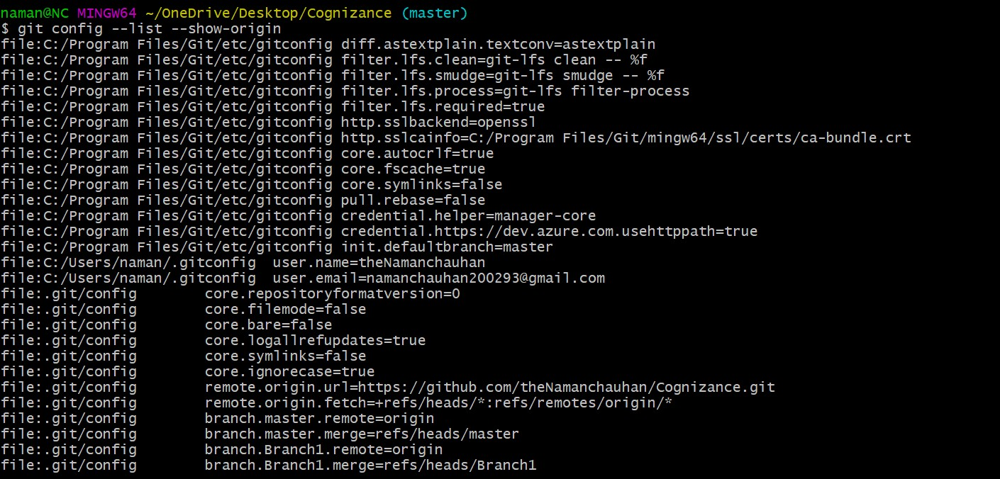 naman@NC MINGW64 ~/OneDrive/Desktop/Cognizance (master)
$ git config --list --show-origin
file:C:/Program Files/Git/etc/gitconfig diff.astextplain.textconv=astextplain
file:C:/Program Files/Git/etc/gitconfig filter.lfs.clean=git-lfs clean -- %f
file:C:/Program Files/Git/etc/gitconfig filter.lfs.smudge=git-lfs smudge -- %f
file:C:/Program Files/Git/etc/gitconfig filter.lfs.process=git-lfs filter-process
file:C:/Program Files/Git/etc/gitconfig filter.lfs.required=true
file:C:/Program Files/Git/etc/gitconfig http.sslbackend=openssl
file:C:/Program Files/Git/etc/gitconfig http.sslcainfo=C:/Program Files/Git/mingw64/ssl/certs/ca-bundle.crt
file:C:/Program Files/Git/etc/gitconfig core.autocrlf=true
file:C:/Program Files/Git/etc/gitconfig core.fscache=true
file:C:/Program Files/Git/etc/gitconfig core.symlinks=false
file:C:/Program Files/Git/etc/gitconfig pull.rebase=false
file:C:/Program Files/Git/etc/gitconfig credential.helper=manager-core
file:C:/Program Files/Git/etc/gitconfig credential.https://dev.azure.com.usehttppath=true
file:C:/Program Files/Git/etc/gitconfig init.defaultbranch=master
file:C:/Users/naman/.gitconfig  user.name=theNamanchauhan
file:C:/Users/naman/.gitconfig  user.email=namanchauhan200293@gmail.com
file:.git/config        core.repositoryformatversion=0
file:.git/config        core.filemode=false
file:.git/config        core.bare=false
file:.git/config        core.logallrefupdates=true
file:.git/config        core.symlinks=false
file:.git/config        core.ignorecase=true
file:.git/config        remote.origin.url=https://github.com/theNamanchauhan/Cognizance.git
file:.git/config        remote.origin.fetch=+refs/heads/*:refs/remotes/origin/*
file:.git/config        branch.master.remote=origin
file:.git/config        branch.master.merge=refs/heads/master
file:.git/config        branch.Branch1.remote=origin
file:.git/config        branch.Branch1.merge=refs/heads/Branch1